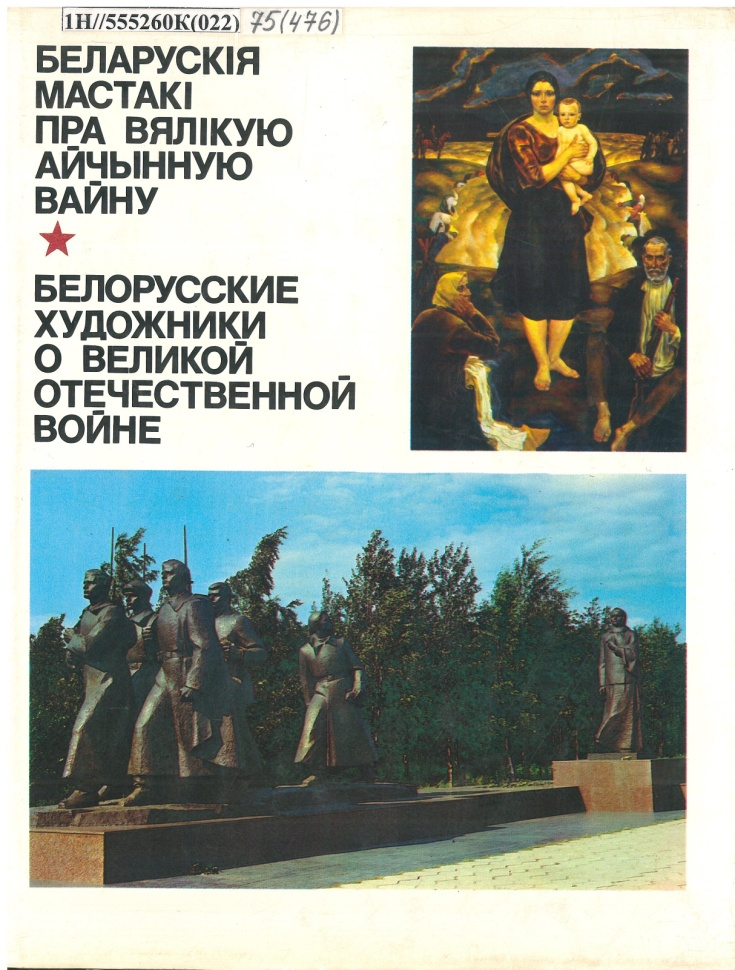 1Н//555260К(022) 75(476)
БЕЛАРУСКІЯ
МАСТАКІ
ПРА ВЯЛІКУЮ
АЙЧЫННУЮ
ВАЙНУ
БЕЛОРУССКИЕ
ХУДОЖНИКИ
О ВЕЛИКОЙ
ОТЕЧЕСТВЕННОЙ
ВОЙНЕ